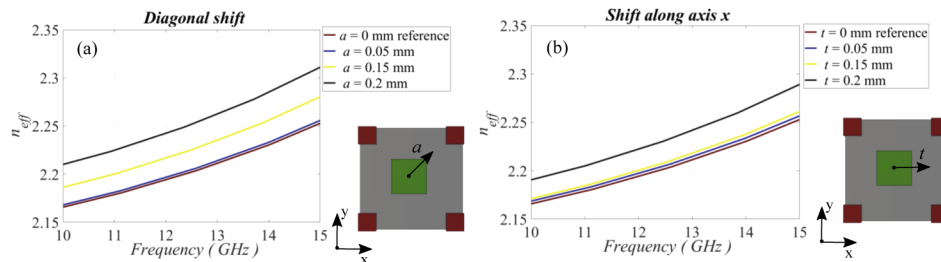 Diagonal shift
(a)
2.35
2.3
2.25
2.2
2.15
n_eff
10 11 12 13 14 15
Frequency ( GHz )
a = 0 mm reference
a = 0.05 mm
a = 0.15 mm
a = 0.2 mm
a
y
x
Shift along axis x
(b)
2.35
2.3
2.25
2.2
2.15
n_eff
10 11 12 13 14 15
Frequency ( GHz )
t = 0 mm reference
t = 0.05 mm
t = 0.15 mm
t = 0.2 mm
t
y
x